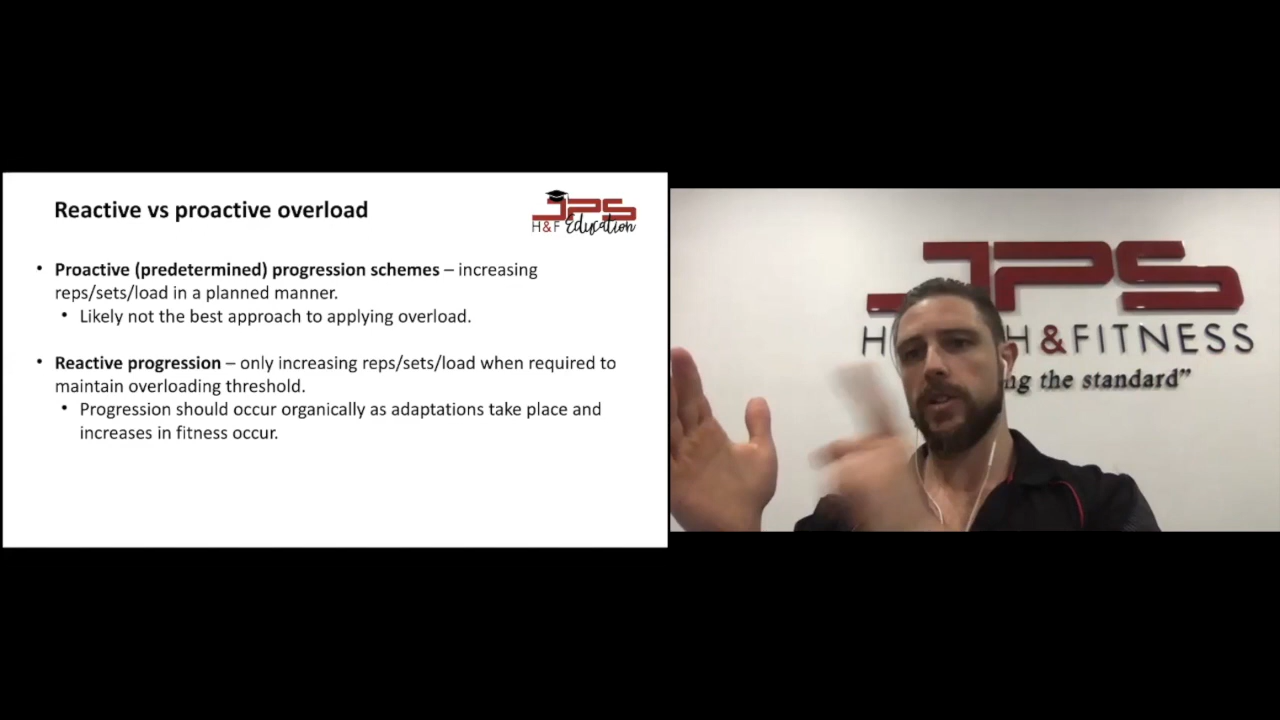 Reactive vs proactive overload
JPS
H&F Education
• Proactive (predetermined) progression schemes – increasing
reps/sets/load in a planned manner.
• Likely not the best approach to applying overload.
• Reactive progression – only increasing reps/sets/load when required to
maintain overloading threshold.
• Progression should occur organically as adaptations take place and
increases in fitness occur.
JPS
H H&FITNESS
ng the standard”